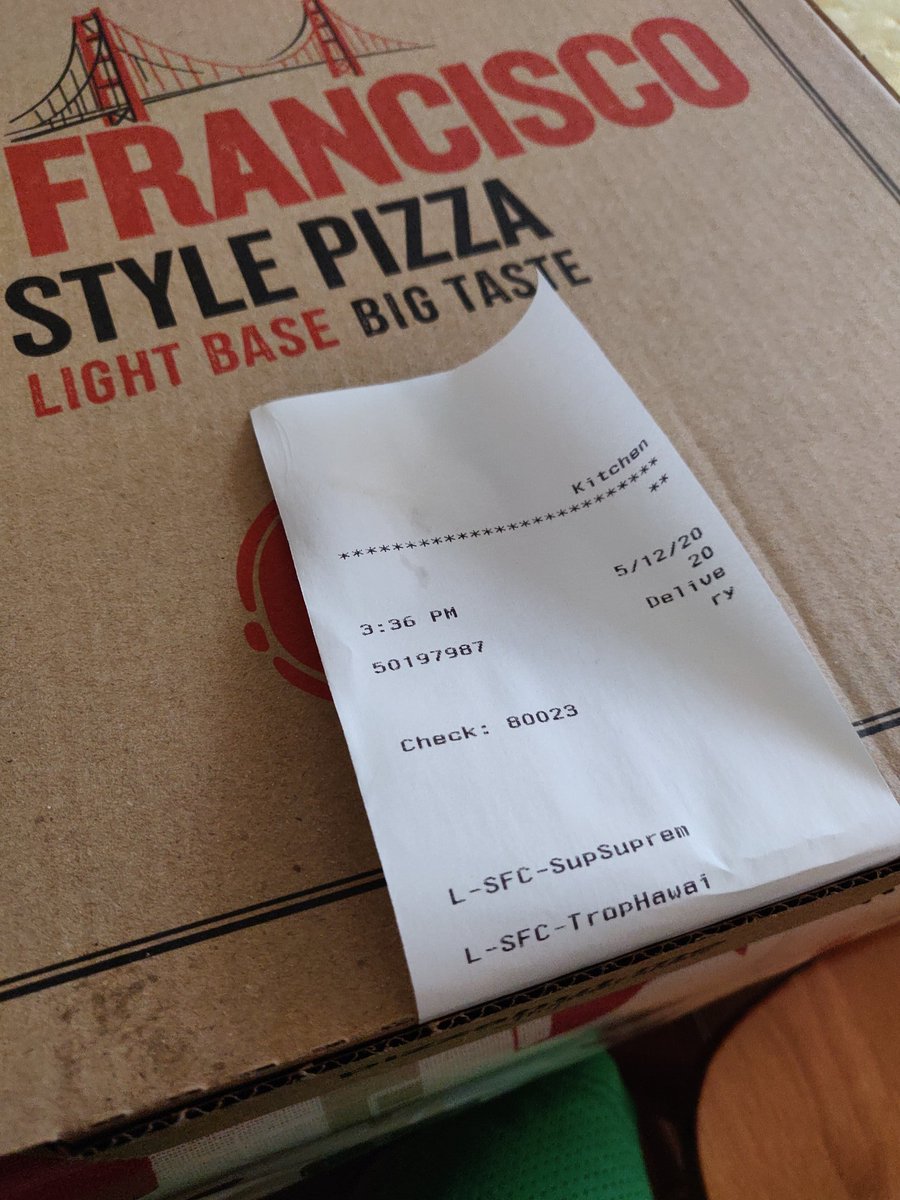 FRANCISCO
STYLE PIZZA
LIGHT BASE BIG TASTE
Kitchen
**************************
**
5/12/20
20
3:36 PM
Delive
ry
50197987
Check: 80023
L-SFC-SupSuprem
L-SFC-TropHawai